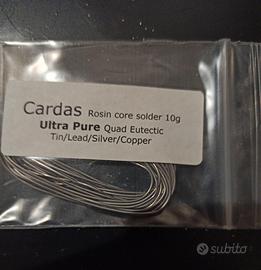 Cardas Rosin core solder 10g
Ultra Pure Quad Eutectic
Tin/Lead/Silver/Copper
subito